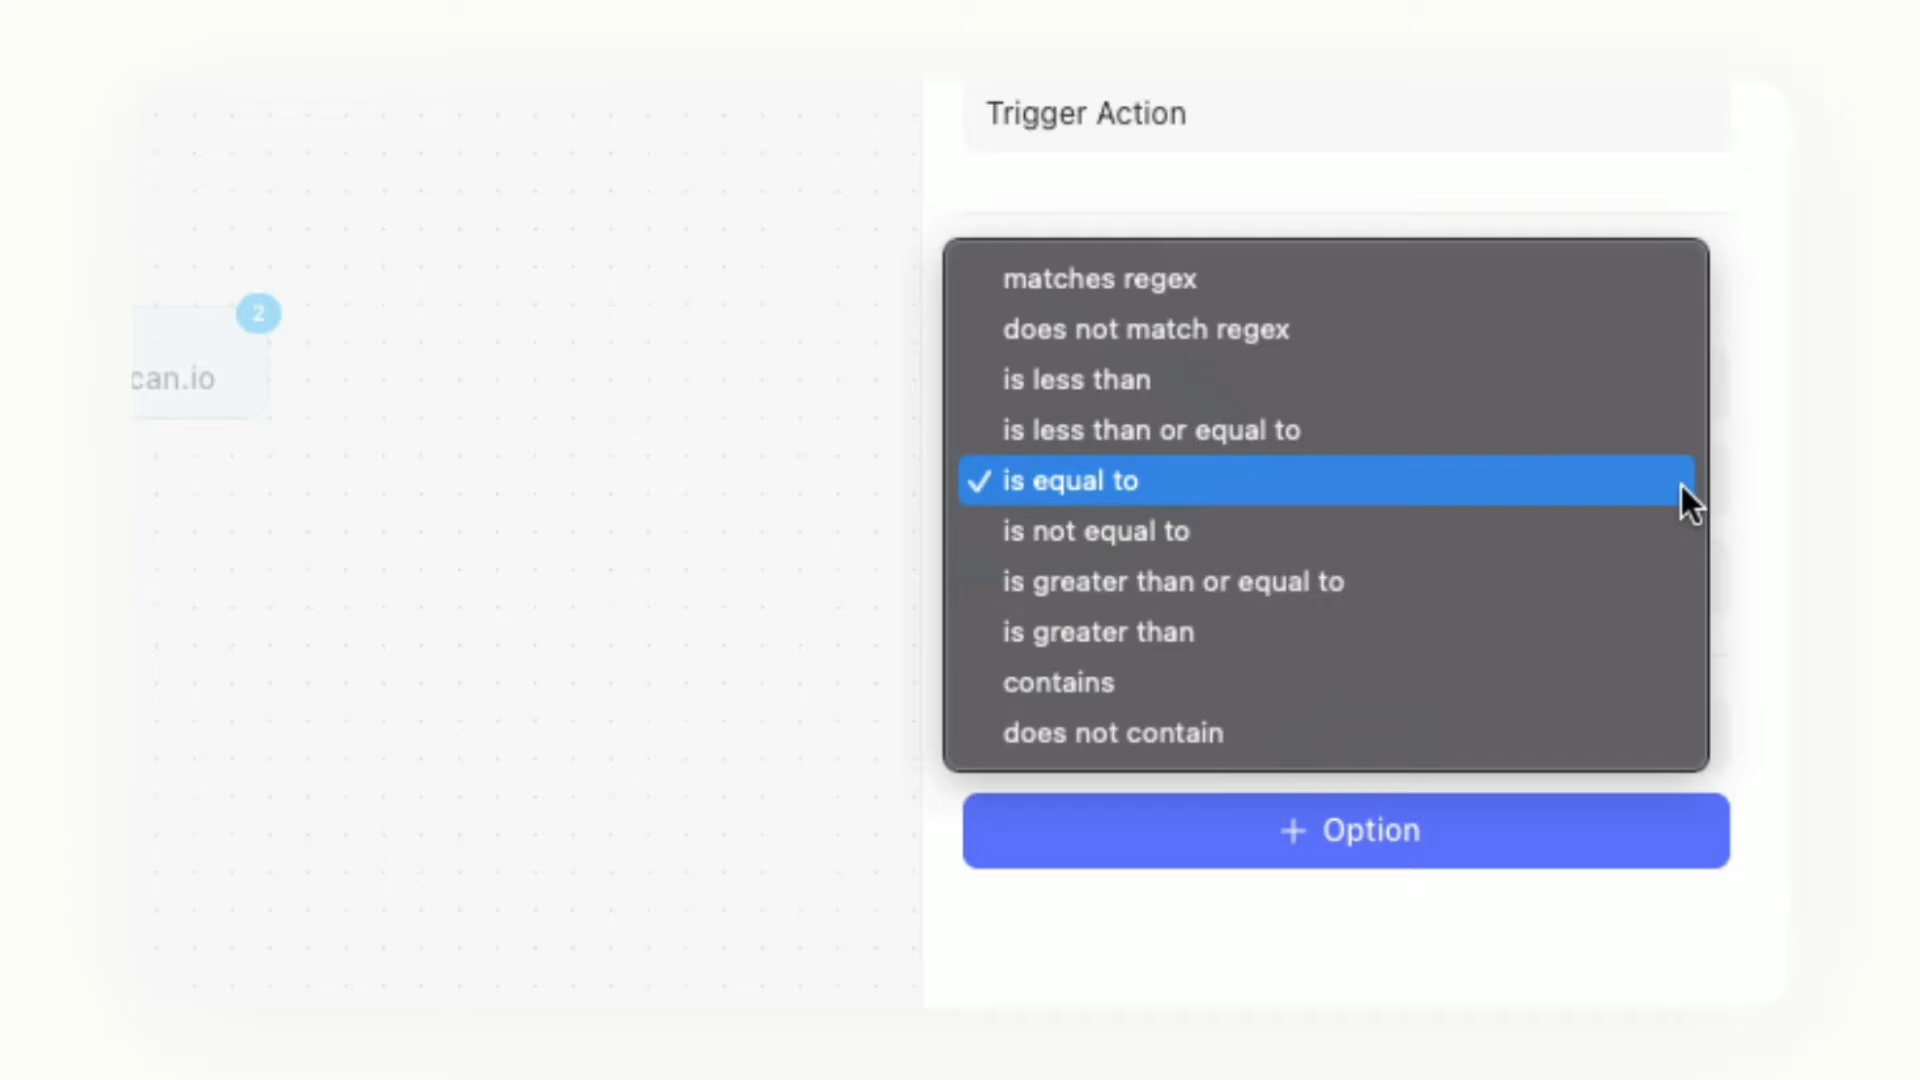 Trigger Action
2
can.io
matches regex
does not match regex
is less than
is less than or equal to
is equal to
is not equal to
is greater than or equal to
is greater than
contains
does not contain
+ Option